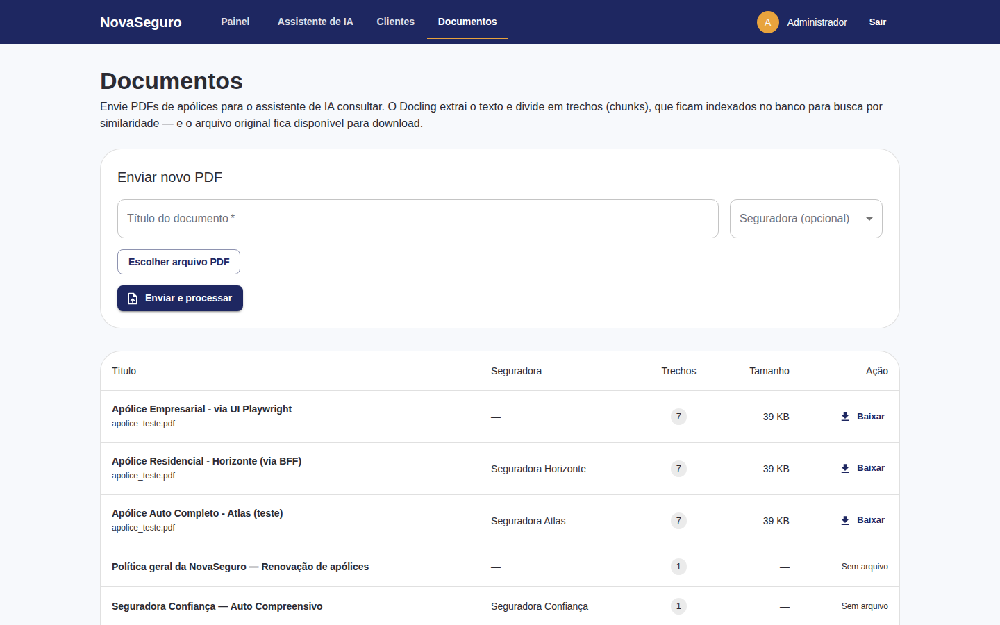 NovaSeguro Painel Assistente de IA Clientes Documentos A Administrador Sair
Documentos
Envie PDFs de apólices para o assistente de IA consultar. O Docling extrai o texto e divide em trechos (chunks), que ficam indexados no banco para busca por
similaridade — e o arquivo original fica disponível para download.
Enviar novo PDF
Título do documento * Seguradora (opcional)
Escolher arquivo PDF
Enviar e processar
Título Seguradora Trechos Tamanho Ação
Apólice Empresarial - via UI Playwright
apolice_teste.pdf
— 7 39 KB Baixar
Apólice Residencial - Horizonte (via BFF)
apolice_teste.pdf
Seguradora Horizonte 7 39 KB Baixar
Apólice Auto Completo - Atlas (teste)
apolice_teste.pdf
Seguradora Atlas 7 39 KB Baixar
Política geral da NovaSeguro — Renovação de apólices — 1 — Sem arquivo
Seguradora Confiança — Auto Compreensivo Seguradora Confiança 1 — Sem arquivo